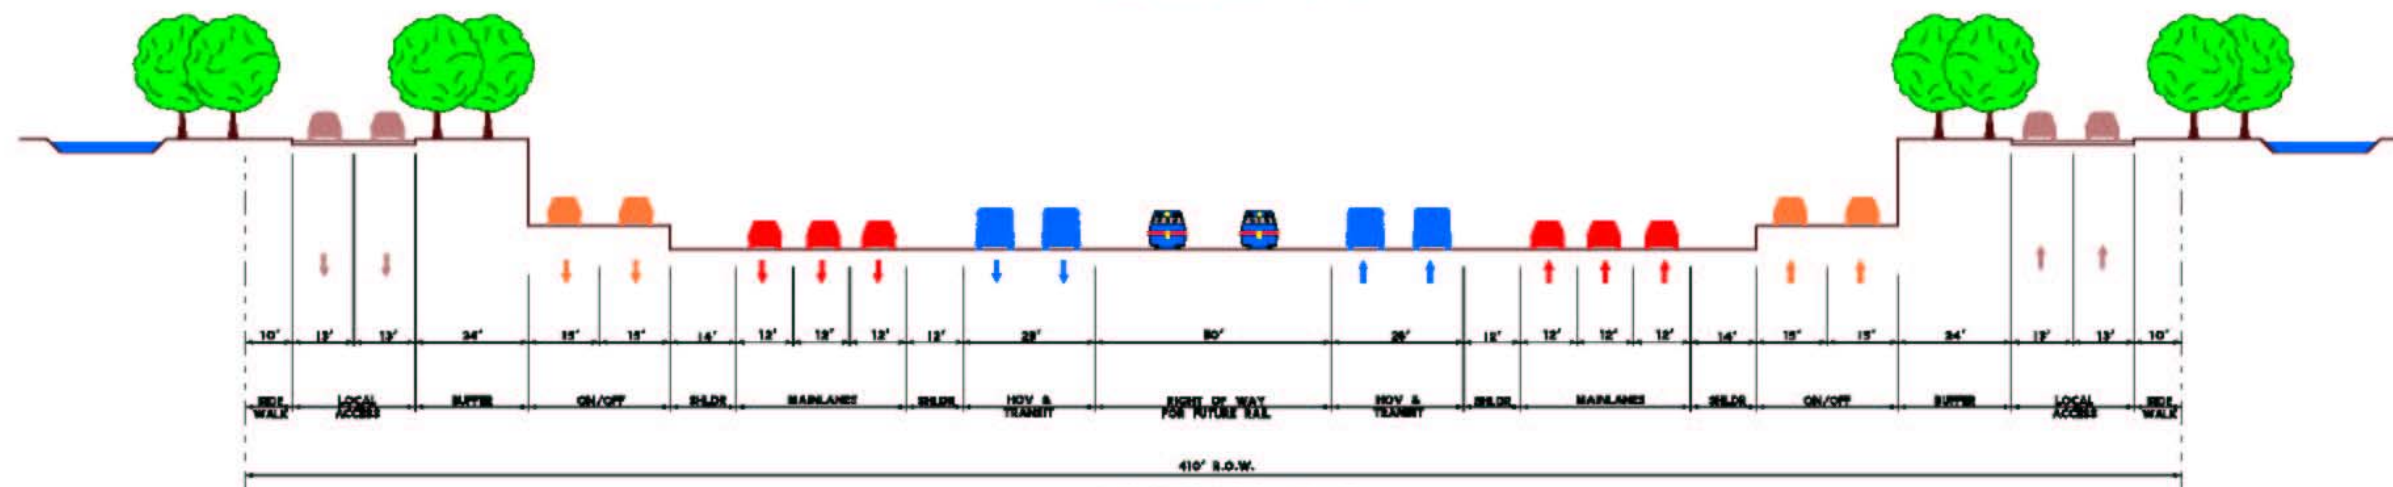 10' 13' 13' 24' 15' 15' 14' 12' 12' 12' 12' 28' 50' 28' 12' 12' 12' 12' 14' 15' 15' 24' 13' 13' 10'
SIDE WALK
LOCAL ACCESS
BUFFER
ON/OFF
SHLDR
MAINLANES
SHLDR
HOV & TRANSIT
RIGHT OF WAY FOR FUTURE RAIL
HOV & TRANSIT
SHLDR
MAINLANES
SHLDR
ON/OFF
BUFFER
LOCAL ACCESS
SIDE WALK
410' R.O.W.